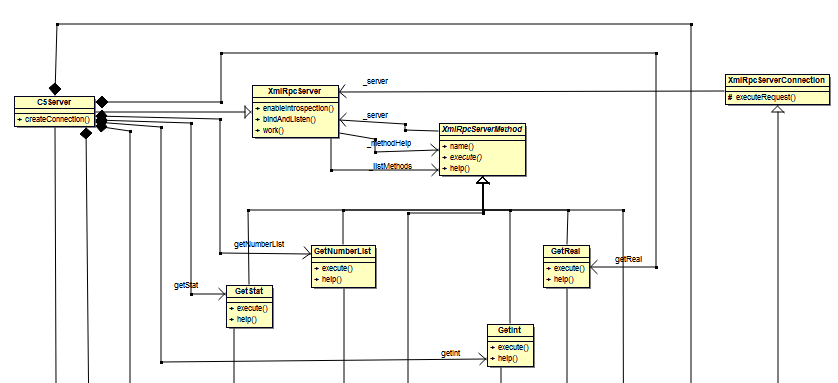 _server
XmlRpcServerConnection
# executeRequest()
CSServer
+ createConnection()
XmlRpcServer
+ enableIntrospection()
+ bindAndListen()
+ work()
_server
XmlRpcServerMethod
+ name()
+ execute()
+ help()
_methodHelp
_listMethods
getNumberList
GetNumberList
+ execute()
+ help()
GetReal
+ execute()
+ help()
getReal
getStat
GetStat
+ execute()
+ help()
GetInt
+ execute()
+ help()
getInt